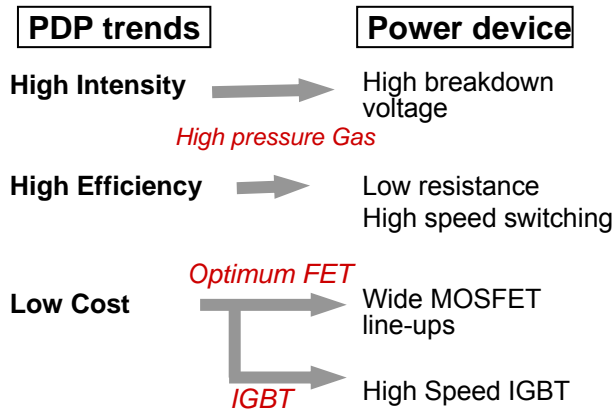 PDP trends
Power device
High Intensity
High breakdown
voltage
High pressure Gas
High Efficiency
Low resistance
High speed switching
Optimum FET
Low Cost
Wide MOSFET
line-ups
IGBT
High Speed IGBT